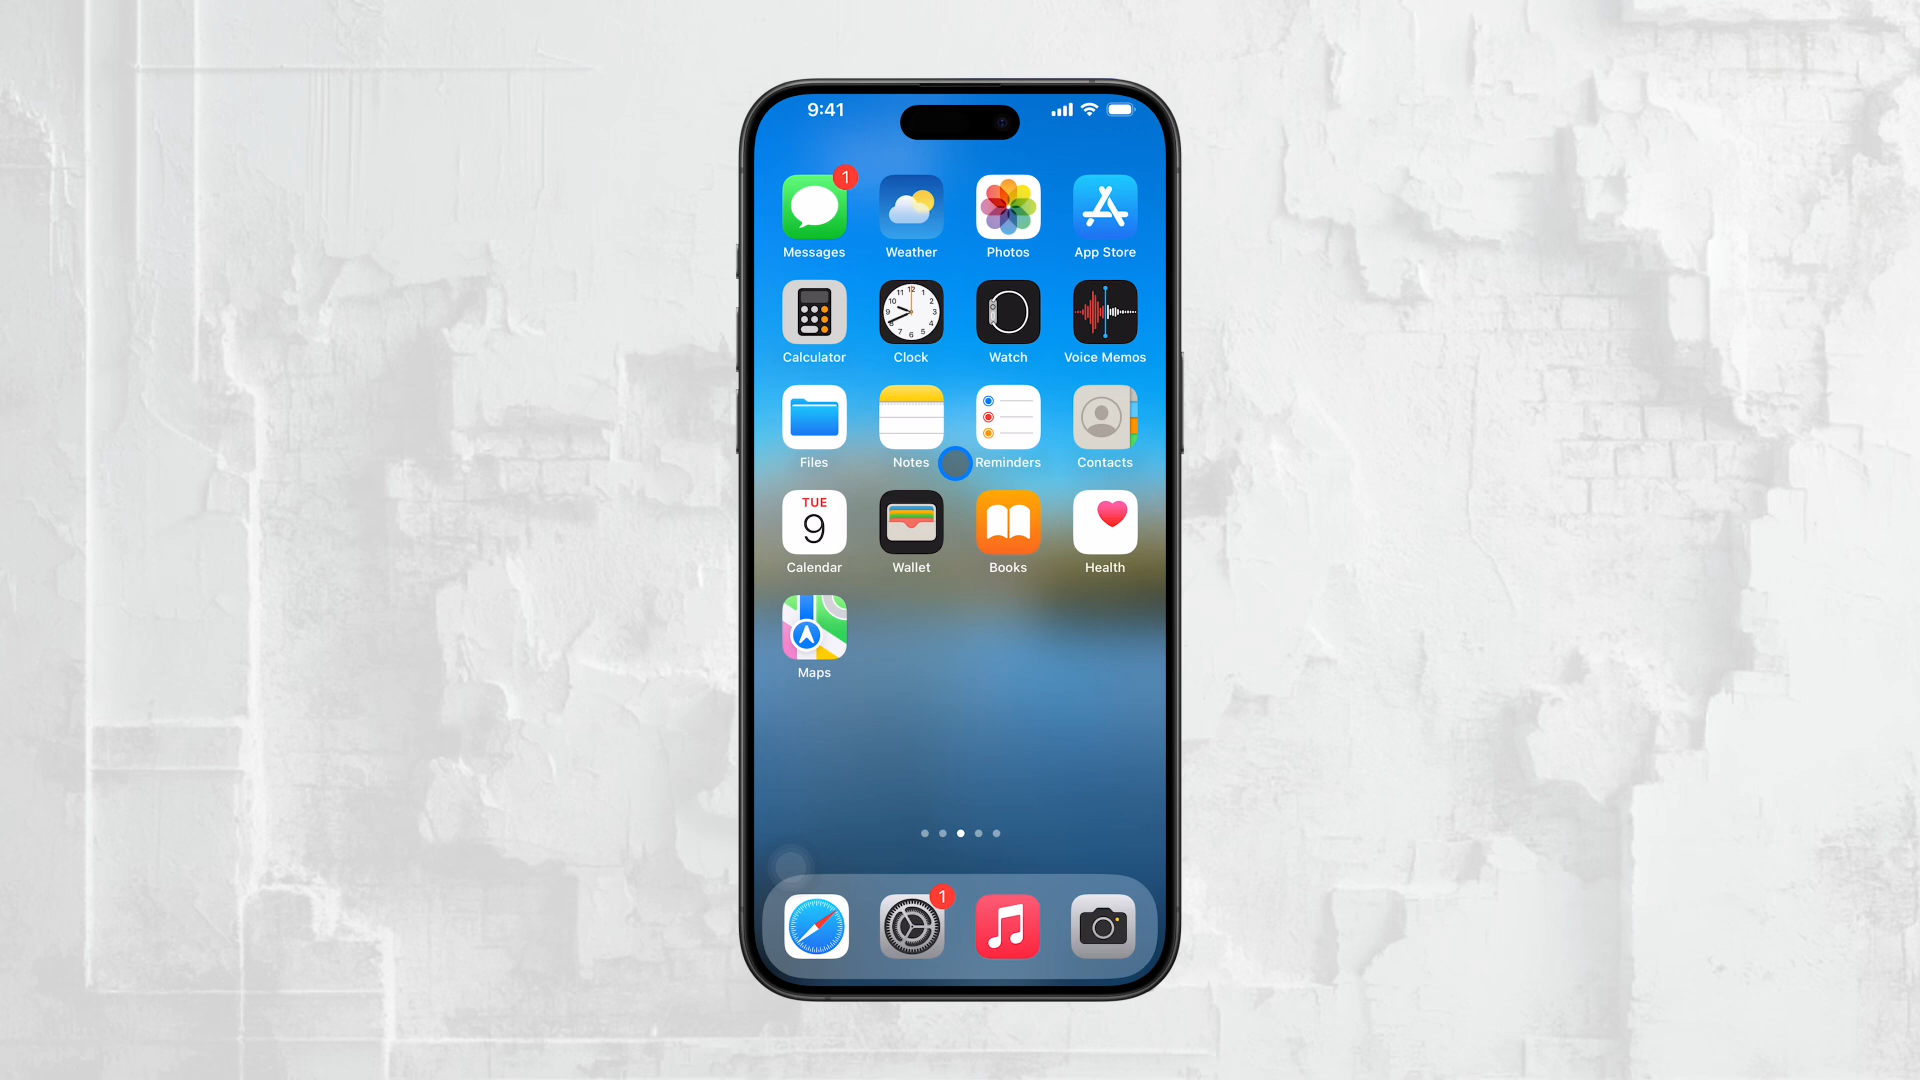 9:41
1
Messages Weather Photos App Store
Calculator Clock Watch Voice Memos
Files Notes Reminders Contacts
TUE
9
Calendar Wallet Books Health
Maps
1